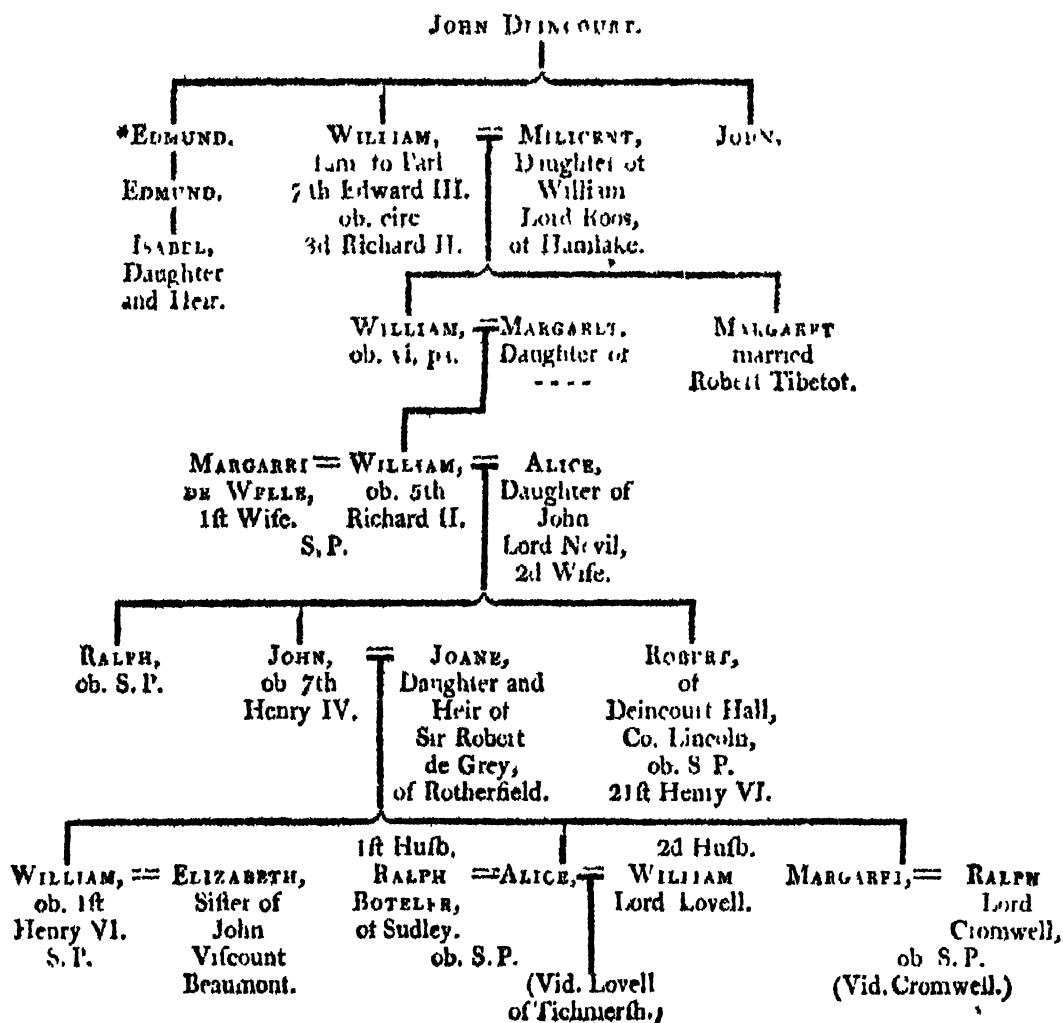 JOHN DEINCOURT.
*EDMUND.
EDMUND.
ISABEL,
Daughter
and Heir.
WILLIAM,
to Parl
7th Edward III.
ob. circ
3d Richard II.
= MILICENT,
Daughter of
William
Lord Roos,
of Hamlake.
JOHN.
WILLIAM,
ob. vi. pa.
= MARGARET,
Daughter of
- - - -
MARGARET
married
Robert Tibetot.
MARGARET
DE WELLE,
1ſt Wife.
= WILLIAM,
ob. 5th
Richard II.
S. P.
= ALICE,
Daughter of
John
Lord Nevil,
2d Wife.
RALPH,
ob. S. P.
JOHN,
ob 7th
Henry IV.
= JOANE,
Daughter and
Heir of
Sir Robert
de Grey,
of Rotherfield.
ROBERT,
of
Deincourt Hall,
Co. Lincoln,
ob. S P.
21ſt Henry VI.
WILLIAM,
ob. 1ſt
Henry VI.
S. P.
= ELIZABETH,
Siſter of
John
Viſcount
Beaumont.
1ſt Huſb.
RALPH
BOTELER,
of Sudley.
ob. S. P.
= ALICE, =
2d Huſb.
WILLIAM
Lord Lovell.
(Vid. Lovell
of Tichmerſh.)
MARGARET, =
RALPH
Lord
Cromwell,
ob S. P.
(Vid. Cromwell.)